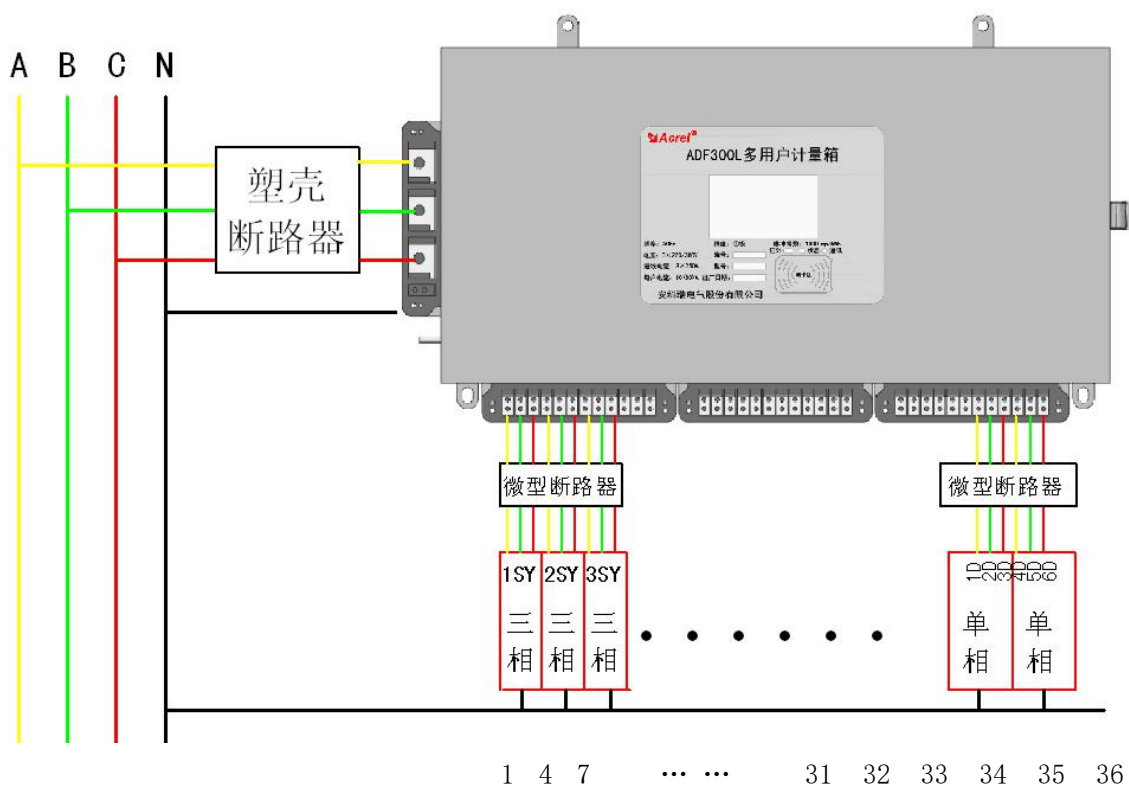 A B C N
塑壳
断路器
Acrel
ADF300L多用户计量箱
安科瑞电气股份有限公司
微型断路器
微型断路器
1SY 2SY 3SY
三相 三相 三相
1D 2D 3D 4D 5D 6D
单相 单相
1 4 7 … … 31 32 33 34 35 36